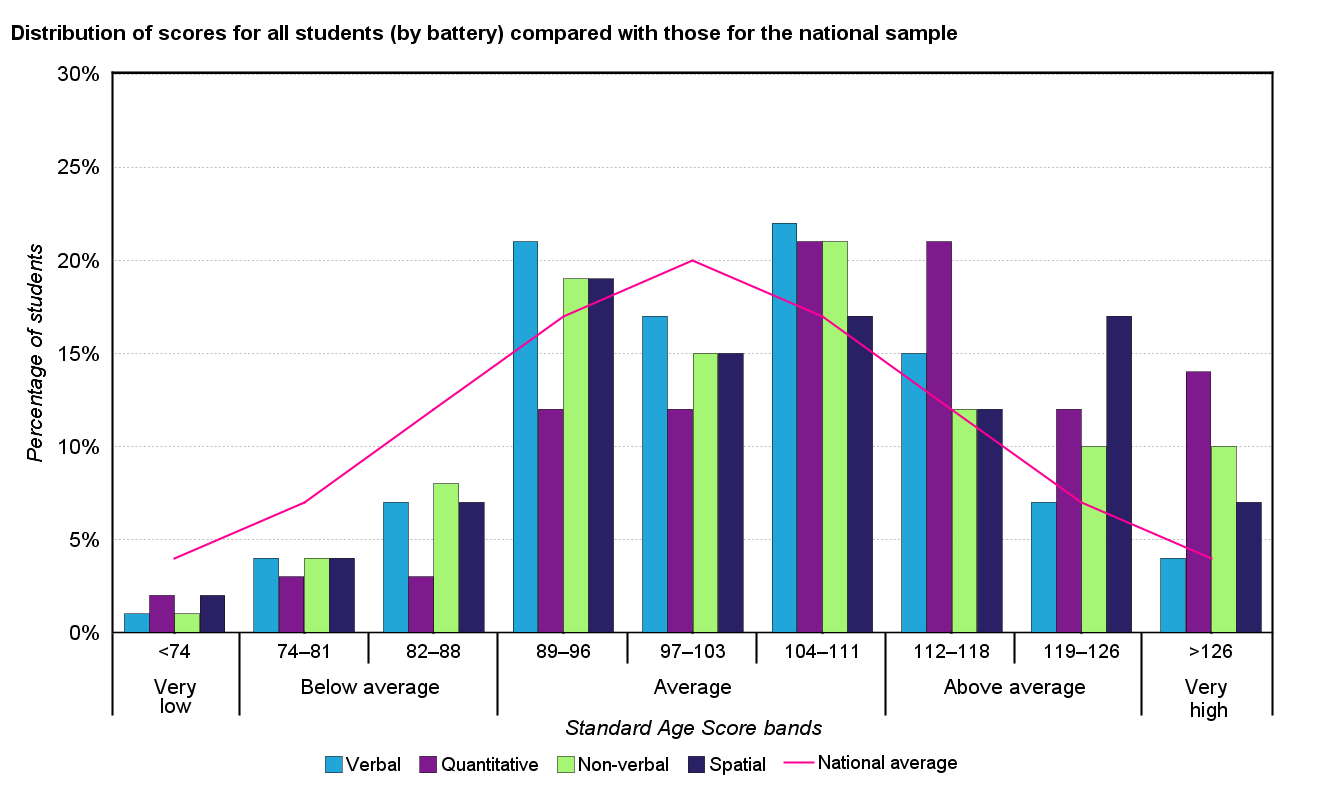 Distribution of scores for all students (by battery) compared with those for the national sample
30%
25%
20%
15%
10%
5%
0%
Percentage of students
<74 74–81 82–88 89–96 97–103 104–111 112–118 119–126 >126
Very low Below average Average Above average Very high
Standard Age Score bands
Verbal Quantitative Non-verbal Spatial National average